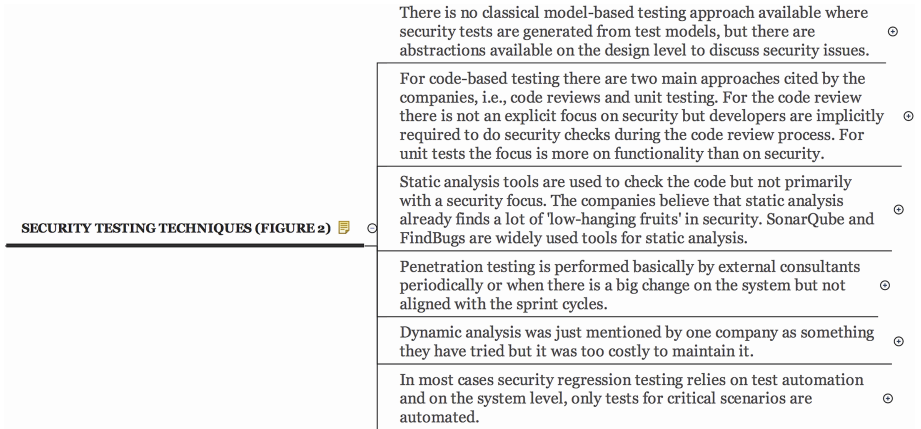 There is no classical model-based testing approach available where
security tests are generated from test models, but there are
abstractions available on the design level to discuss security issues.
For code-based testing there are two main approaches cited by the
companies, i.e., code reviews and unit testing. For the code review
there is not an explicit focus on security but developers are implicitly
required to do security checks during the code review process. For
unit tests the focus is more on functionality than on security.
Static analysis tools are used to check the code but not primarily
with a security focus. The companies believe that static analysis
already finds a lot of 'low-hanging fruits' in security. SonarQube and
FindBugs are widely used tools for static analysis.
SECURITY TESTING TECHNIQUES (FIGURE 2)
Penetration testing is performed basically by external consultants
periodically or when there is a big change on the system but not
aligned with the sprint cycles.
Dynamic analysis was just mentioned by one company as something
they have tried but it was too costly to maintain it.
In most cases security regression testing relies on test automation
and on the system level, only tests for critical scenarios are
automated.